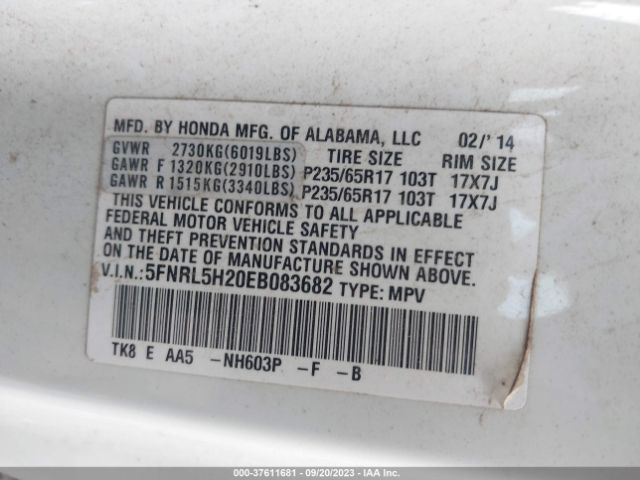 MFD. BY HONDA MFG. OF ALABAMA, LLC 02/'14
GVWR 2730KG(6019LBS) TIRE SIZE RIM SIZE
GAWR F 1320KG(2910LBS) P235/65R17 103T 17X7J
GAWR R 1515KG(3340LBS) P235/65R17 103T 17X7J
THIS VEHICLE CONFORMS TO ALL APPLICABLE
FEDERAL MOTOR VEHICLE SAFETY
AND THEFT PREVENTION STANDARDS IN EFFECT
ON THE DATE OF MANUFACTURE SHOWN ABOVE.
V.I.N.:5FNRL5H20EB083682 TYPE: MPV
TK8 E AA5 -NH603P -F -B
000-37611681 | 09/20/2023 | Copyright IAA, Inc